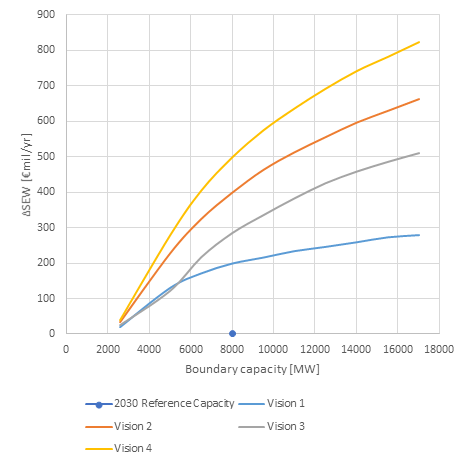 900
800
700
600
500
400
300
200
100
0
ΔSEW [€mil/yr]
0 2000 4000 6000 8000 10000 12000 14000 16000 18000
Boundary capacity [MW]
2030 Reference Capacity Vision 1
Vision 2 Vision 3
Vision 4